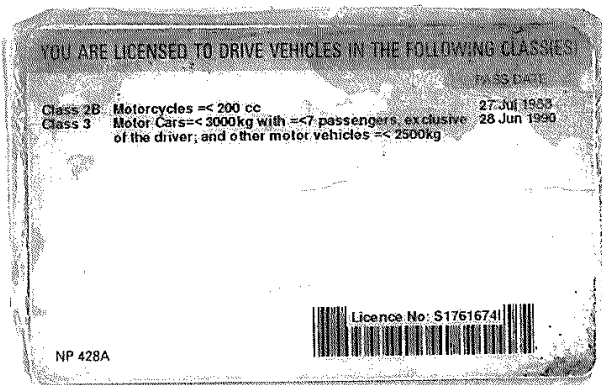 YOU ARE LICENSED TO DRIVE VEHICLES IN THE FOLLOWING CLASS(ES)
PASS DATE
Class 2B Motorcycles =< 200 cc 27 Jul 1988
Class 3 Motor Cars=< 3000kg with =<7 passengers, exclusive 28 Jun 1990
of the driver; and other motor vehicles =< 2500kg
Licence No: S1761674I
NP 428A